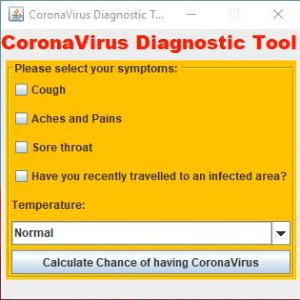 CoronaVirus Diagnostic T...
CoronaVirus Diagnostic Tool
Please select your symptoms:
Cough
Aches and Pains
Sore throat
Have you recently travelled to an infected area?
Temperature:
Normal
Calculate Chance of having CoronaVirus